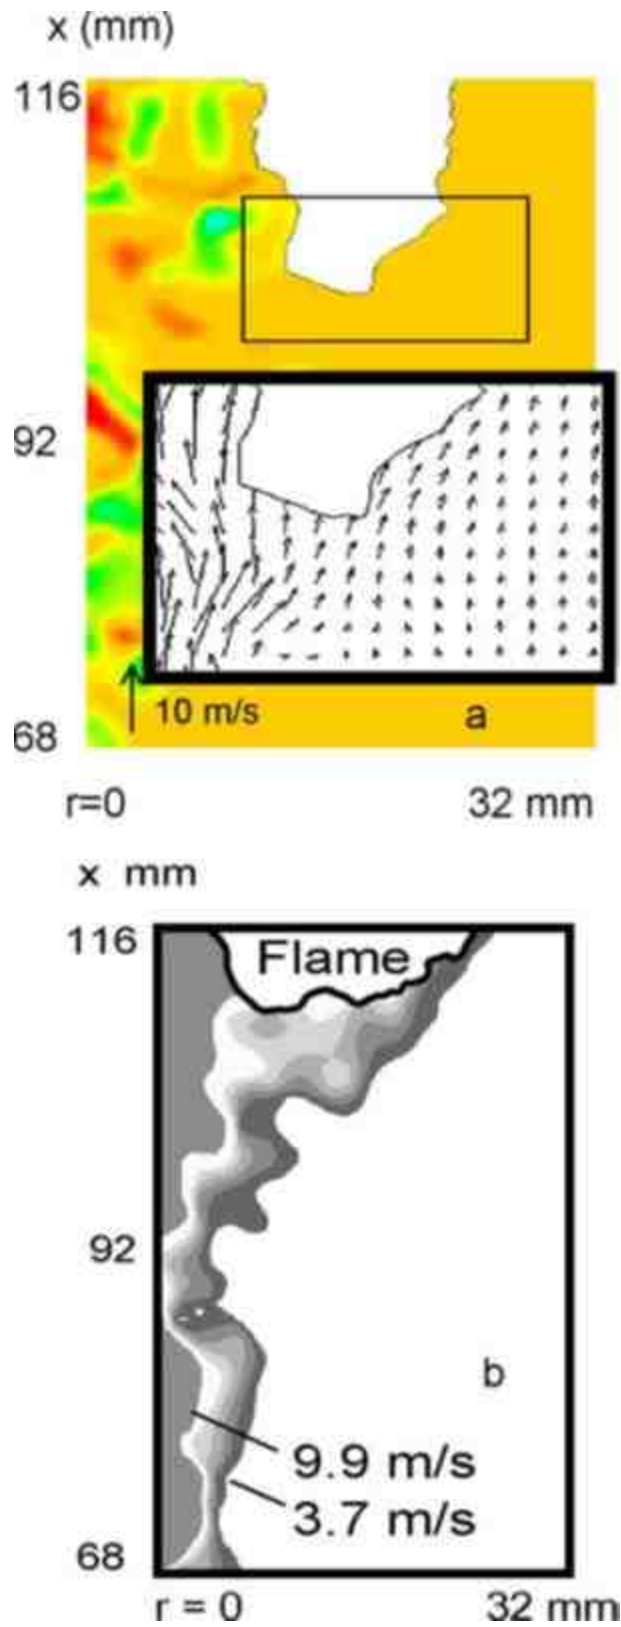 x (mm)
116
92
10 m/s
a
68
r=0 32 mm
x mm
116
Flame
92
b
9.9 m/s
3.7 m/s
68
r = 0 32 mm